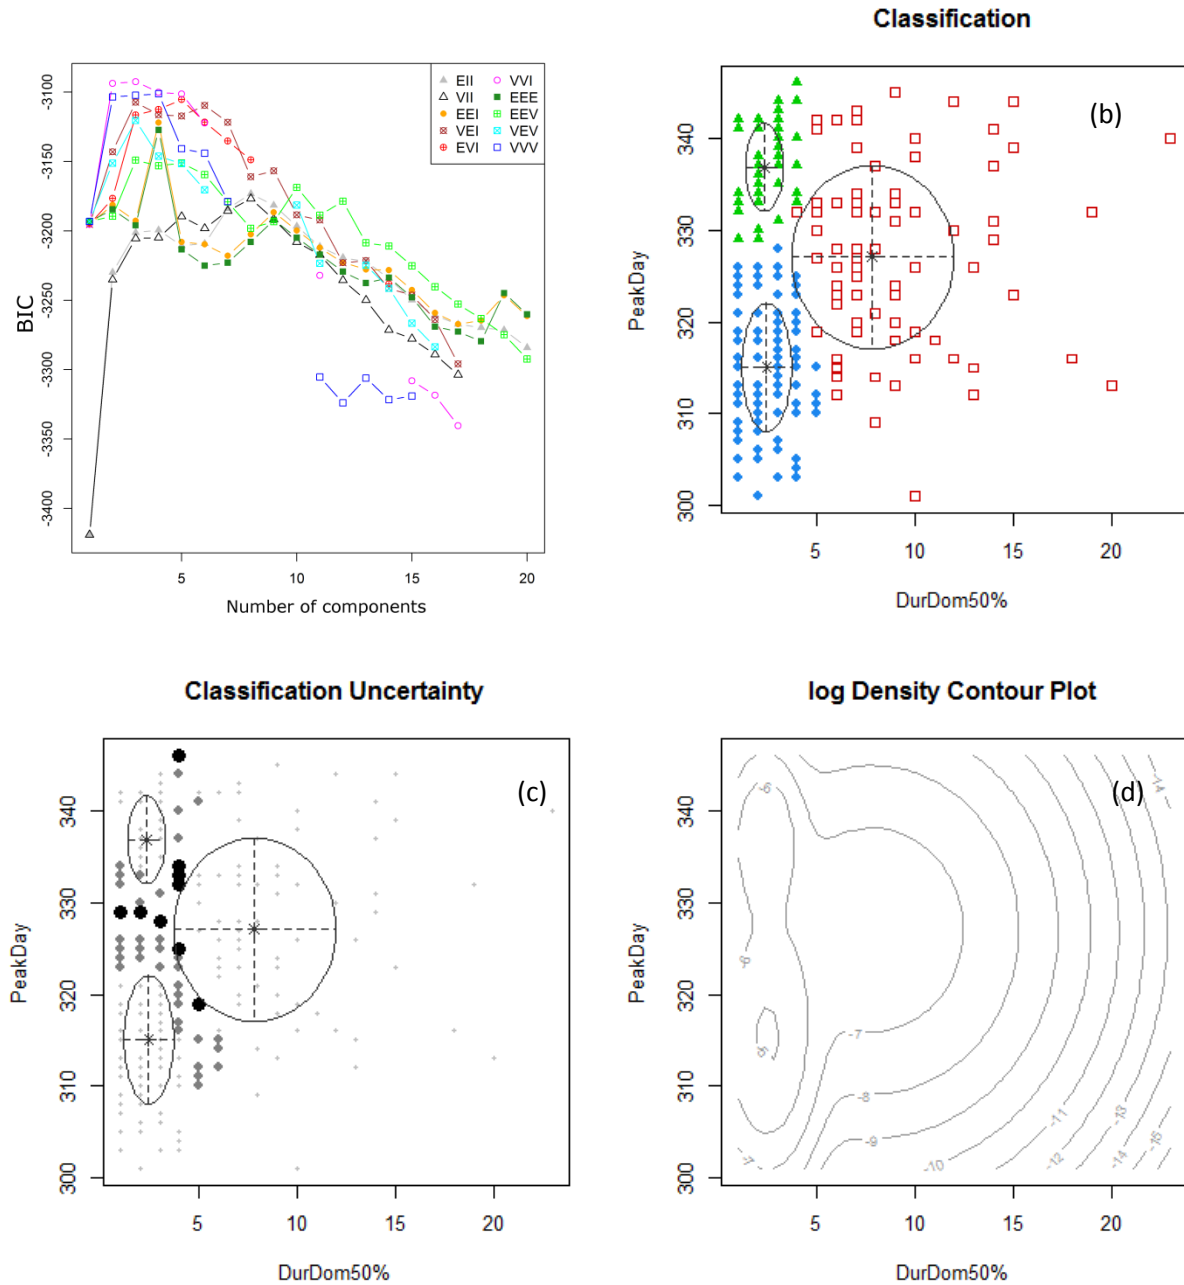 BIC
-3100
-3150
-3200
-3250
-3300
-3350
-3400
5
10
15
20
Number of components
EII
VII
EEI
VEI
EVI
VVI
EEE
EEV
VEV
VVV
Classification
(b)
PeakDay
340
330
320
310
300
5
10
15
20
DurDom50%
Classification Uncertainty
(c)
PeakDay
340
330
320
310
300
5
10
15
20
DurDom50%
log Density Contour Plot
(d)
PeakDay
340
330
320
310
300
-6
-14
-6
-5
-7
-8
-9
-10
-11
-12
-13
-14
-15
-7
5
10
15
20
DurDom50%